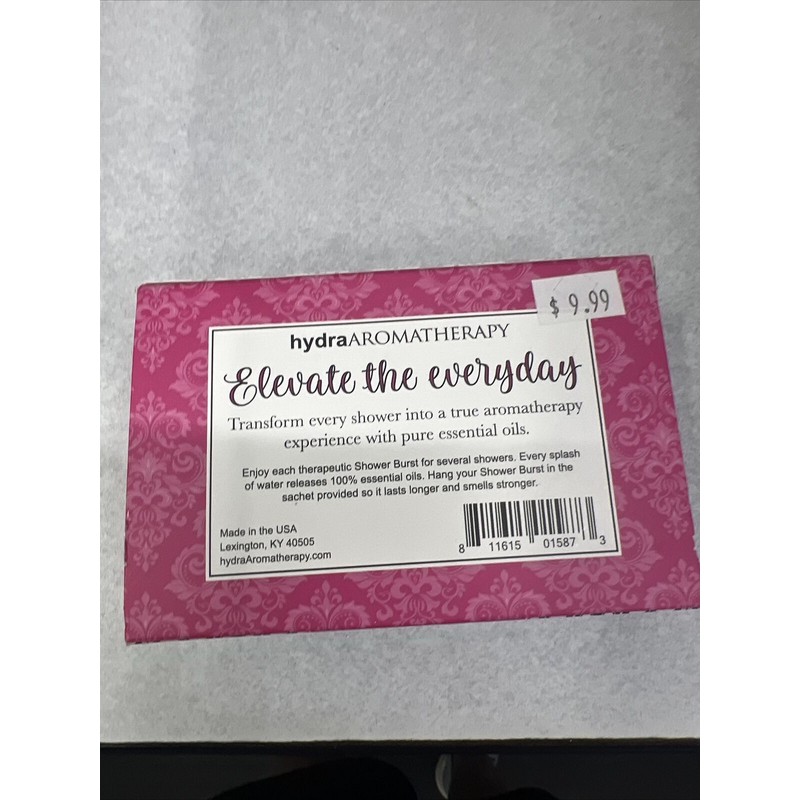 $ 9.99
hydraAROMATHERAPY
Elevate the everyday
Transform every shower into a true aromatherapy
experience with pure essential oils.
Enjoy each therapeutic Shower Burst for several showers. Every splash
of water releases 100% essential oils. Hang your Shower Burst in the
sachet provided so it lasts longer and smells stronger.
Made in the USA
Lexington, KY 40505
hydraAromatherapy.com
8 11615 01587 3